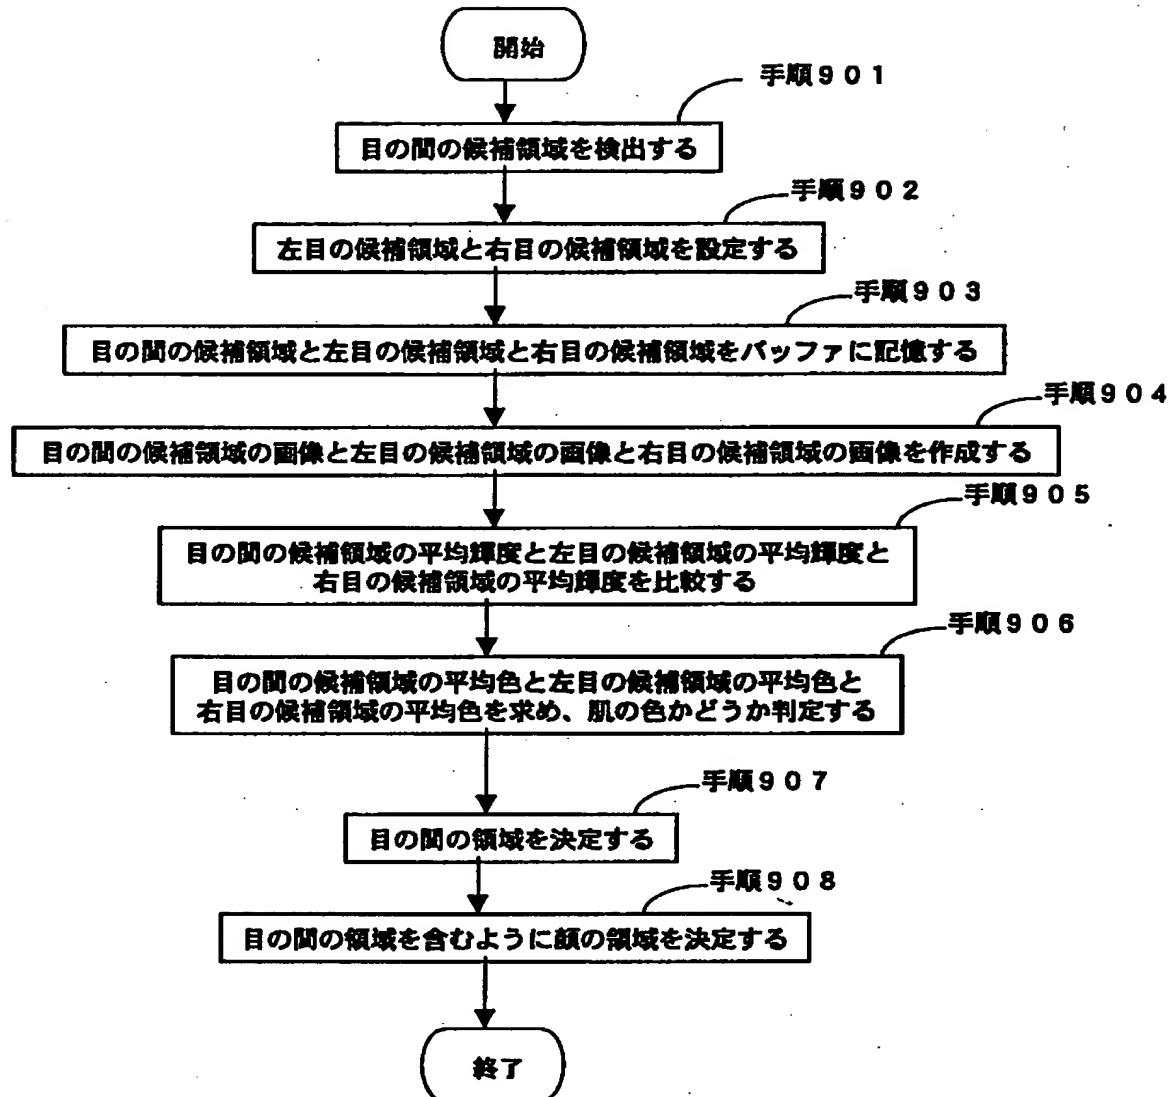 開始
手順901
目の間の候補領域を検出する
手順902
左目の候補領域と右目の候補領域を設定する
手順903
目の間の候補領域と左目の候補領域と右目の候補領域をバッファに記憶する
手順904
目の間の候補領域の画像と左目の候補領域の画像と右目の候補領域の画像を作成する
手順905
目の間の候補領域の平均輝度と左目の候補領域の平均輝度と
右目の候補領域の平均輝度を比較する
手順906
目の間の候補領域の平均色と左目の候補領域の平均色と
右目の候補領域の平均色を求め、肌の色かどうか判定する
手順907
目の間の領域を決定する
手順908
目の間の領域を含むように顔の領域を決定する
終了